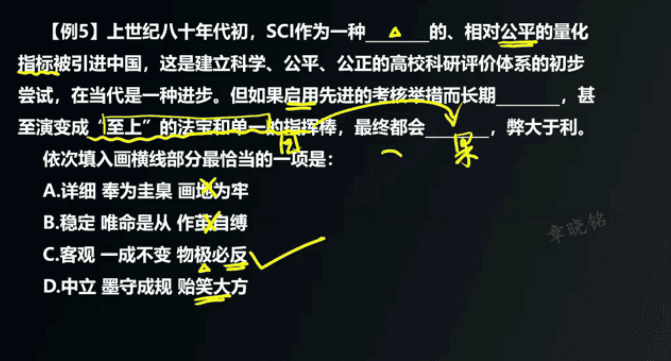 【例5】上世纪八十年代初，SCI作为一种______的、相对公平的量化
指标被引进中国，这是建立科学、公平、公正的高校科研评价体系的初步
尝试，在当代是一种进步。但如果启用先进的考核举措而长期______，甚
至演变成“至上”的法宝和单一的指挥棒，最终都会______，弊大于利。
因 果
依次填入画横线部分最恰当的一项是：
A.详细 奉为圭臬 画地为牢
B.稳定 唯命是从 作茧自缚
C.客观 一成不变 物极必反
D.中立 墨守成规 贻笑大方
章晓铭